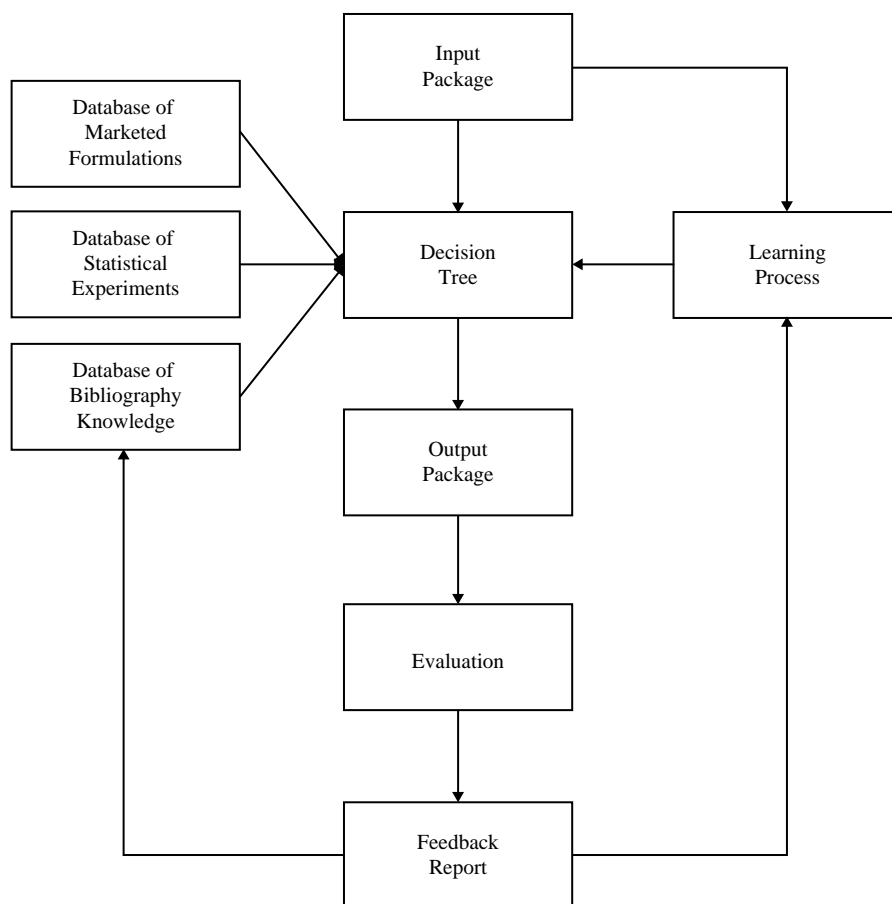 Input
Package
Database of
Marketed
Formulations
Database of
Statistical
Experiments
Decision
Tree
Learning
Process
Database of
Bibliography
Knowledge
Output
Package
Evaluation
Feedback
Report